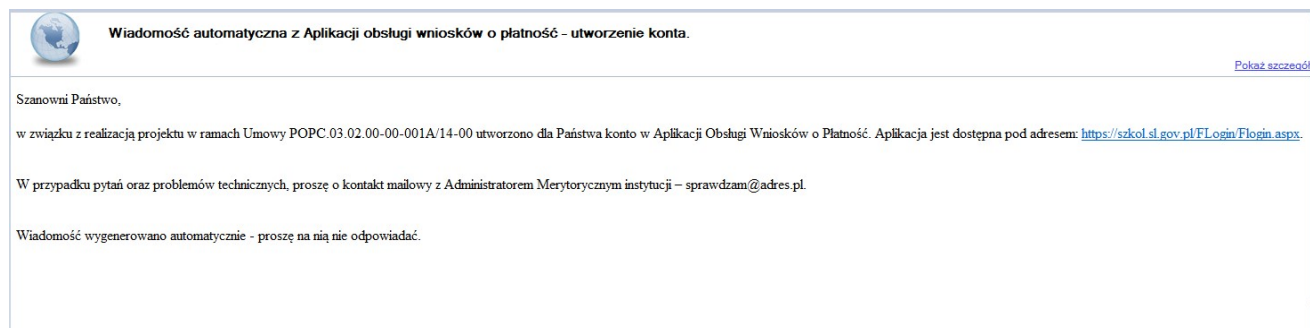 Wiadomość automatyczna z Aplikacji obsługi wniosków o płatność - utworzenie konta.
Pokaż szczegół
Szanowni Państwo,
w związku z realizacją projektu w ramach Umowy POPC.03.02.00-00-001A/14-00 utworzono dla Państwa konto w Aplikacji Obsługi Wniosków o Płatność. Aplikacja jest dostępna pod adresem: https://szkol.sl.gov.pl/FLogin/Flogin.aspx.
W przypadku pytań oraz problemów technicznych, proszę o kontakt mailowy z Administratorem Merytorycznym instytucji – sprawdzam@adres.pl.
Wiadomość wygenerowano automatycznie - proszę na nią nie odpowiadać.